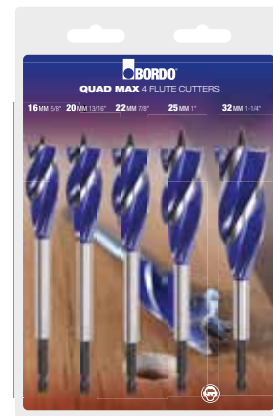 BORDO
QUAD MAX 4 FLUTE CUTTERS
16MM 5/8" 20MM 13/16" 22MM 7/8" 25MM 1" 32MM 1-1/4"